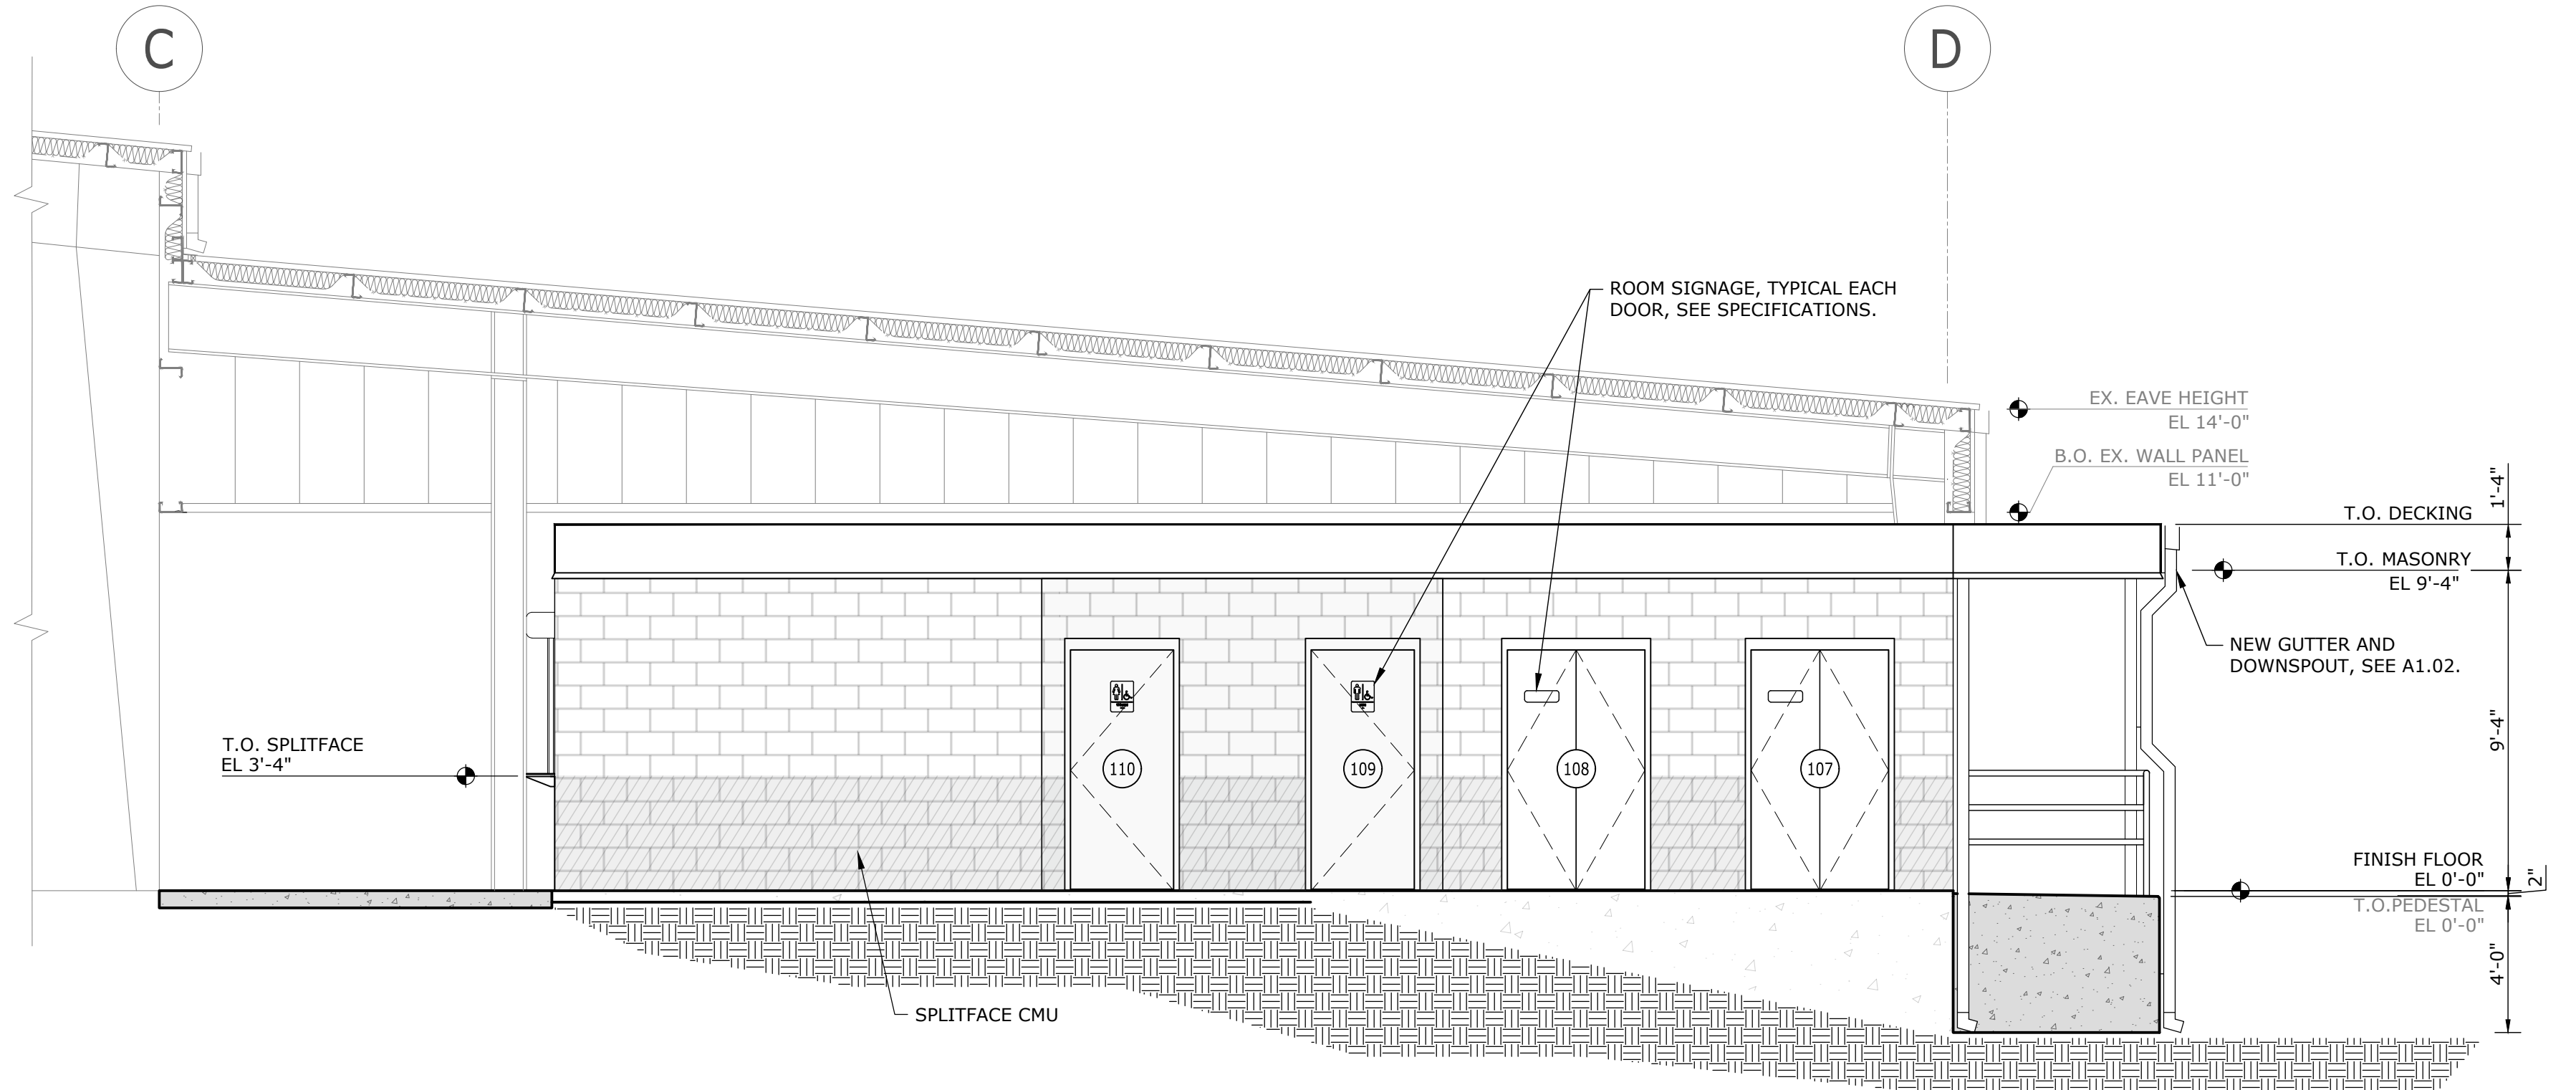 C
D
ROOM SIGNAGE, TYPICAL EACH
DOOR, SEE SPECIFICATIONS.
EX. EAVE HEIGHT
EL 14'-0"
B.O. EX. WALL PANEL
EL 11'-0"
1'-4"
T.O. DECKING
T.O. MASONRY
EL 9'-4"
NEW GUTTER AND
DOWNSPOUT, SEE A1.02.
9'-4"
T.O. SPLITFACE
EL 3'-4"
110
109
108
107
FINISH FLOOR
EL 0'-0"
2"
T.O.PEDESTAL
EL 0'-0"
4'-0"
SPLITFACE CMU